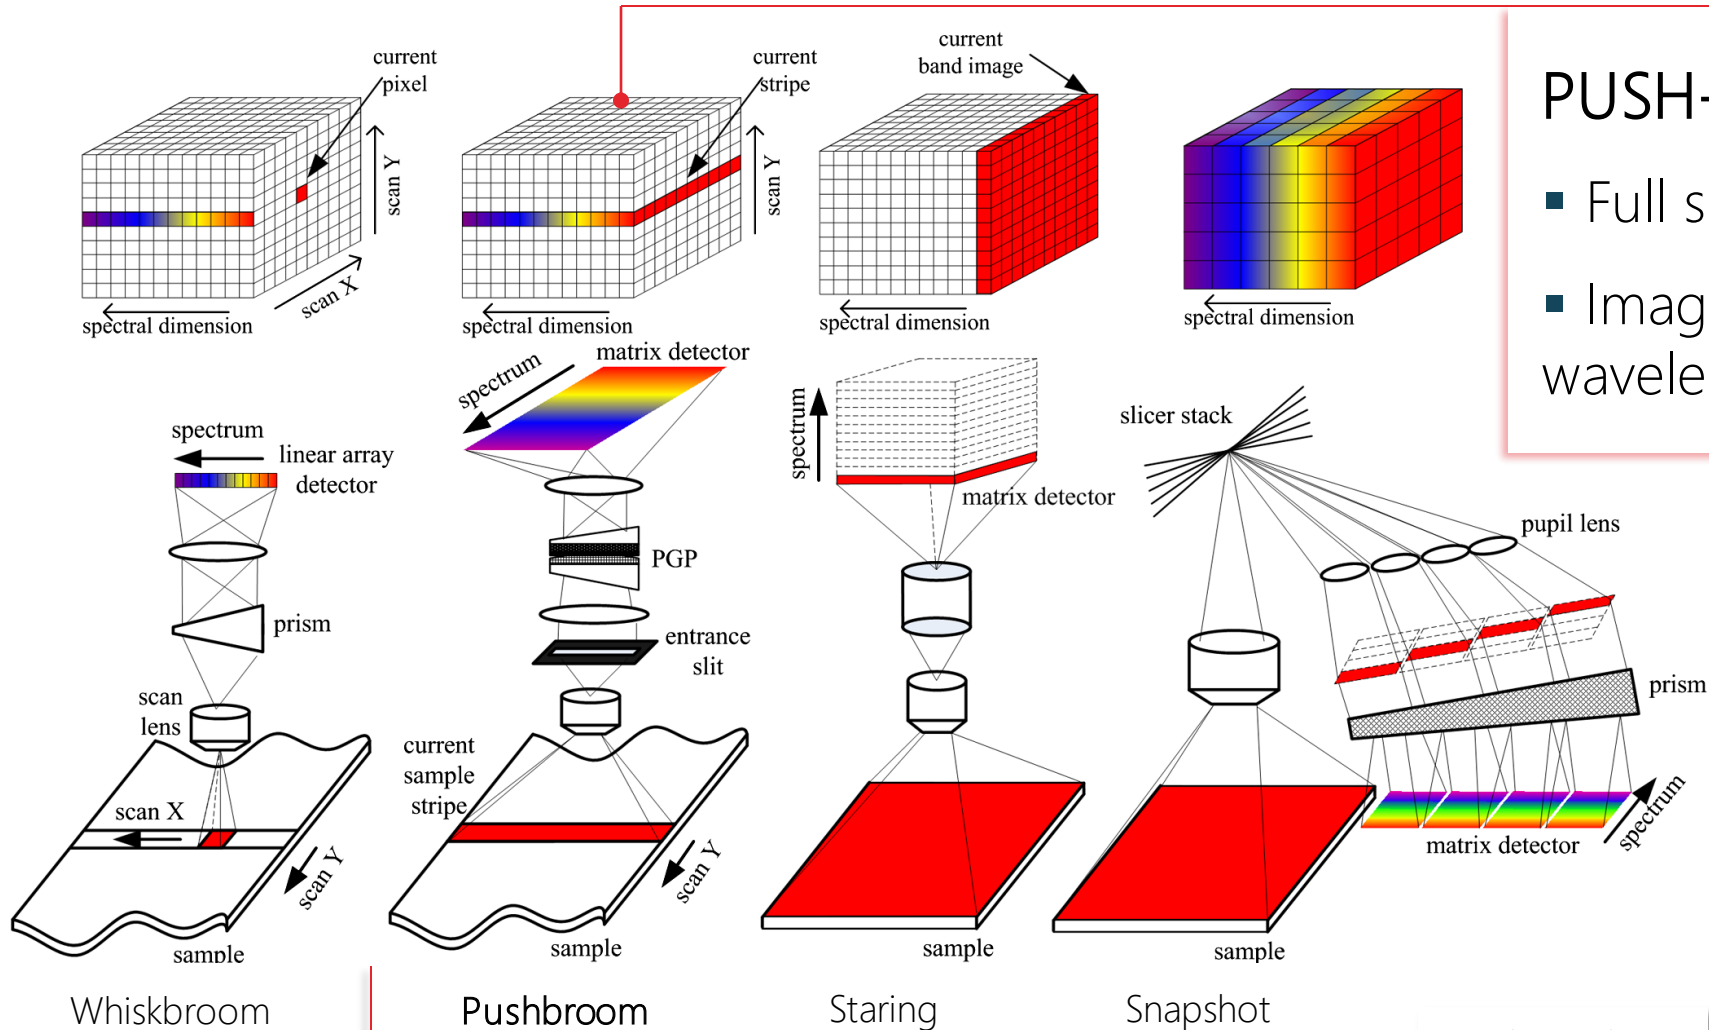 current
pixel
scan Y
scan X
spectral dimension
current
stripe
scan Y
spectral dimension
current
band image
spectral dimension
spectral dimension
PUSH-
▪ Full s
▪ Imag
wavele
spectrum
linear array
detector
prism
scan
lens
scan X
scan Y
sample
spectrum
matrix detector
PGP
entrance
slit
current
sample
stripe
scan Y
spectrum
matrix detector
sample
slicer stack
pupil lens
prism
spectrum
matrix detector
sample
sample
Whiskbroom
Pushbroom
Staring
Snapshot